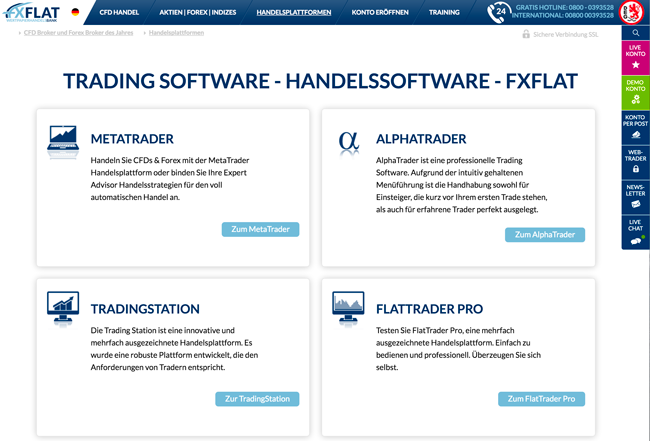 FXFLAT
CFD HANDEL
AKTIEN | FOREX | INDIZES
HANDELSPLATTFORMEN
KONTO ERÖFFNEN
TRAINING
24
GRATIS HOTLINE: 0800 - 0393528
INTERNATIONAL: 00800 00393528
CFD Broker und Forex Broker des Jahres
Handelsplattformen
Sichere Verbindung SSL
LIVE
KONTO
DEMO
KONTO
KONTO
PER POST
WEB-
TRADER
NEWS-
LETTER
LIVE
CHAT
TRADING SOFTWARE - HANDELSSOFTWARE - FXFLAT
METATRADER
Handeln Sie CFDs & Forex mit der MetaTrader
Handelsplattform oder binden Sie Ihre Expert
Advisor Handelsstrategien für den voll
automatischen Handel an.
Zum MetaTrader
α
ALPHATRADER
AlphaTrader ist eine professionelle Trading
Software. Aufgrund der intuitiv gehaltenen
Menüführung ist die Handhabung sowohl für
Einsteiger, die kurz vor Ihrem ersten Trade stehen,
als auch für erfahrene Trader perfekt ausgelegt.
Zum AlphaTrader
TRADINGSTATION
Die Trading Station ist eine innovative und
mehrfach ausgezeichnete Handelsplattform. Es
wurde eine robuste Plattform entwickelt, die den
Anforderungen von Tradern entspricht.
Zur TradingStation
FLATTRADER PRO
Testen Sie FlatTrader Pro, eine mehrfach
ausgezeichnete Handelsplattform. Einfach zu
bedienen und professionell. Überzeugen Sie sich
selbst.
Zum FlatTrader Pro